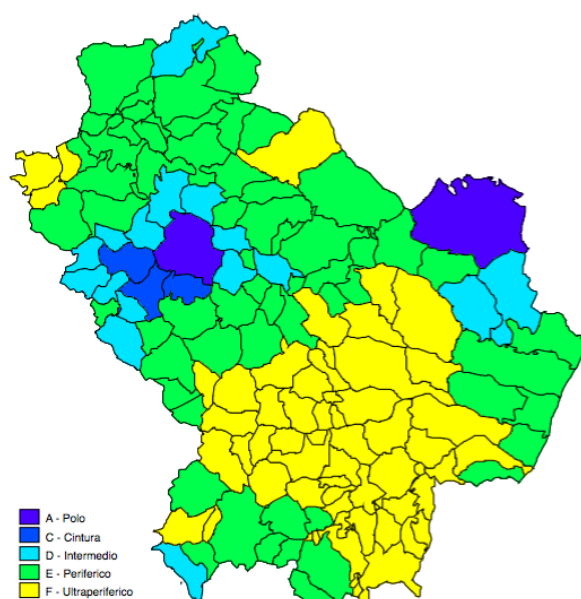 A - Polo
C - Cintura
D - Intermedio
E - Periferico
F - Ultraperiferico